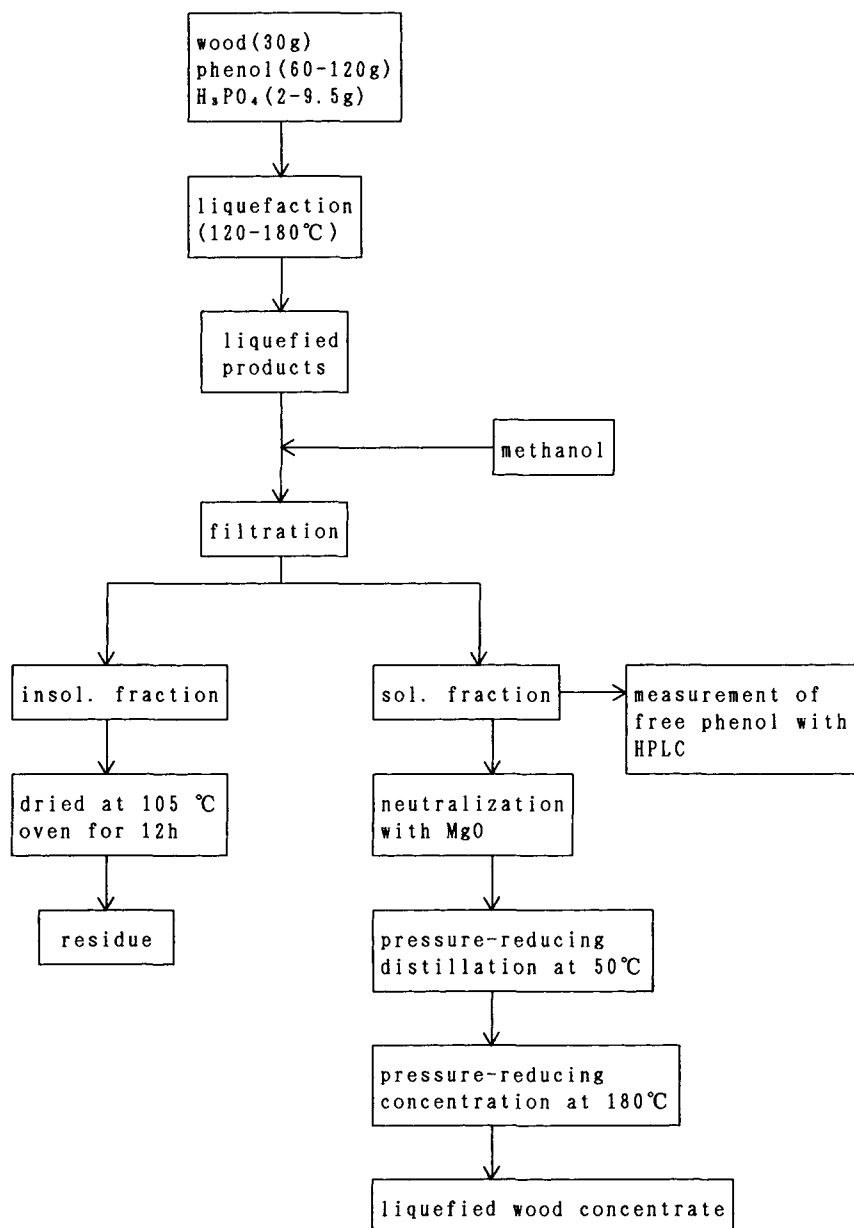 wood(30g)
phenol(60-120g)
H₃PO₄(2-9.5g)
liquefaction
(120-180℃)
liquefied
products
methanol
filtration
insol. fraction
sol. fraction
measurement of
free phenol with
HPLC
dried at 105 ℃
oven for 12h
neutralization
with MgO
residue
pressure-reducing
distillation at 50℃
pressure-reducing
concentration at 180℃
liquefied wood concentrate